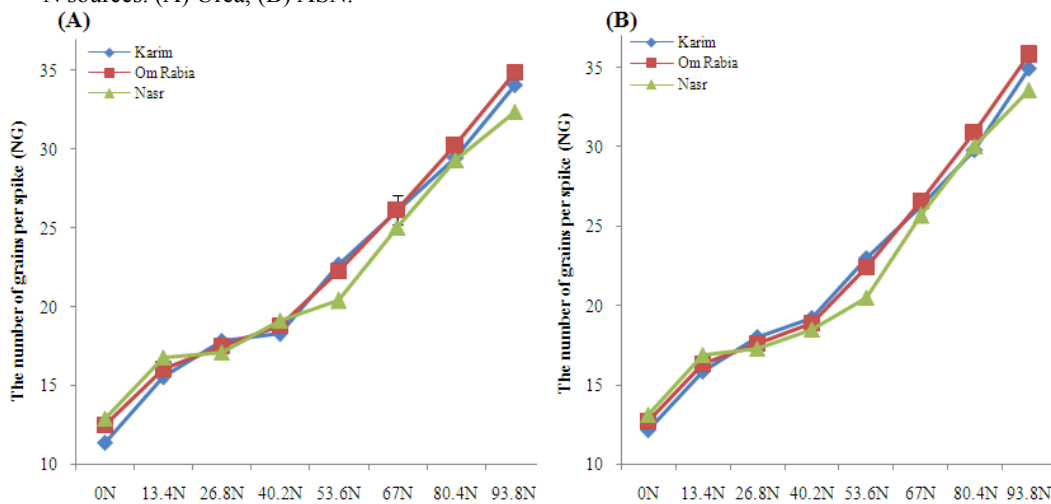 N sources: (A) Urea, (B) ASN.
(A)
Karim
Om Rabia
Nasr
The number of grains per spike (NG)
35
30
25
20
15
10
0N 13.4N 26.8N 40.2N 53.6N 67N 80.4N 93.8N
(B)
Karim
Om Rabia
Nasr
The number of grains per spike (NG)
35
30
25
20
15
10
0N 13.4N 26.8N 40.2N 53.6N 67N 80.4N 93.8N